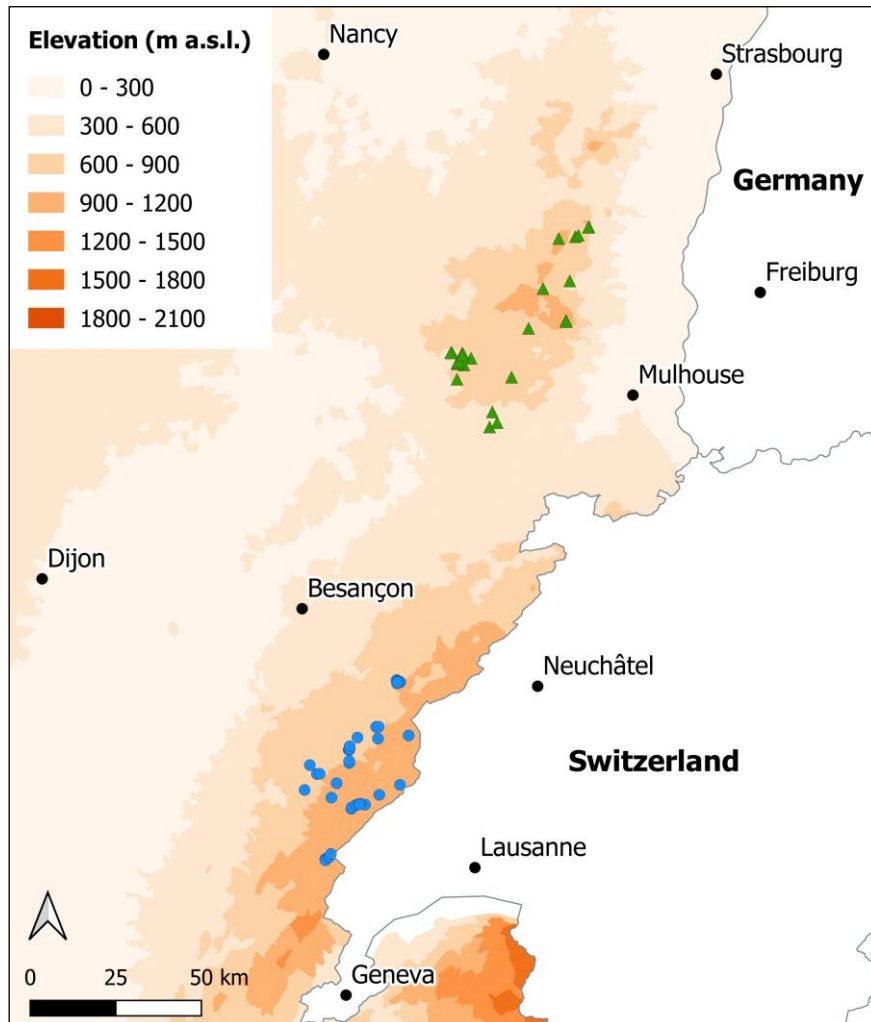 Elevation (m a.s.l.)
0 - 300
300 - 600
600 - 900
900 - 1200
1200 - 1500
1500 - 1800
1800 - 2100
Nancy
Strasbourg
Germany
Freiburg
Mulhouse
Dijon
Besançon
Neuchâtel
Switzerland
Lausanne
Geneva
0 25 50 km